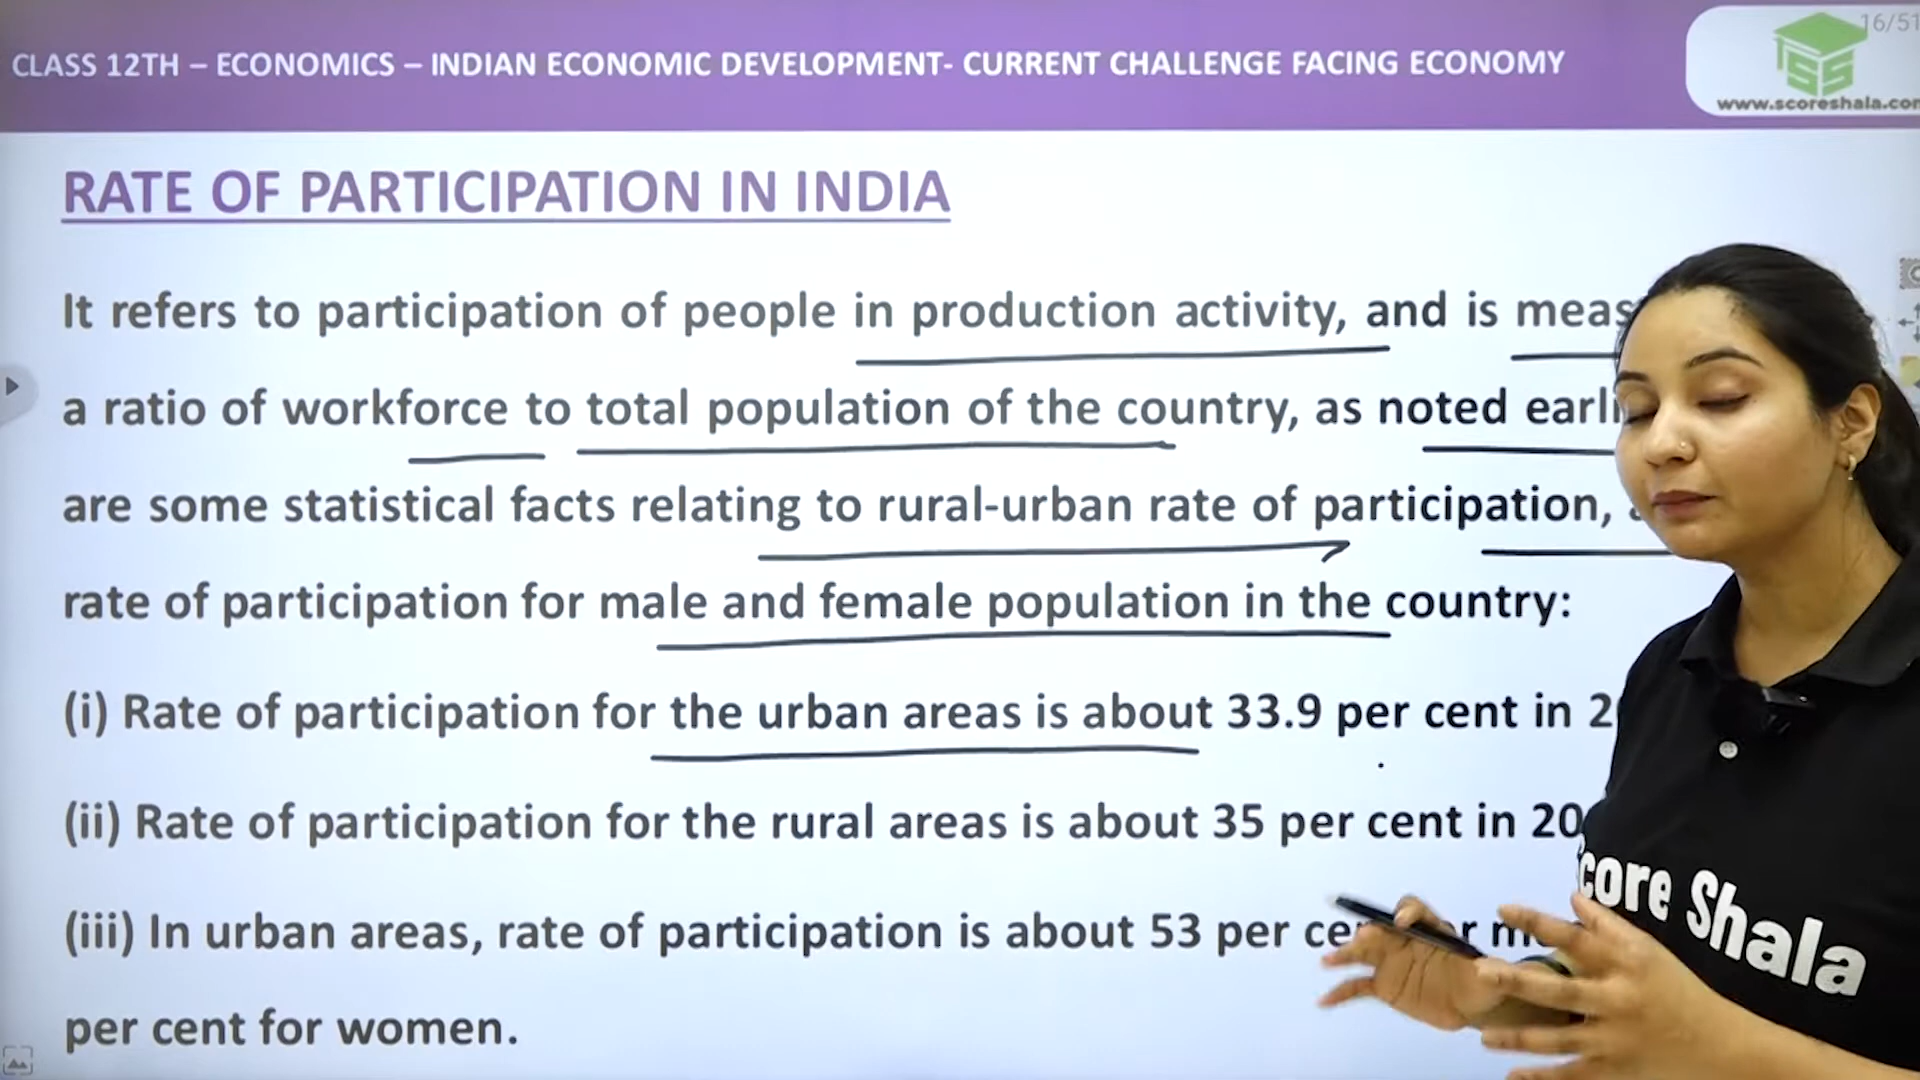 CLASS 12TH – ECONOMICS – INDIAN ECONOMIC DEVELOPMENT- CURRENT CHALLENGE FACING ECONOMY
16/51
SS
www.scoreshala.com
RATE OF PARTICIPATION IN INDIA
It refers to participation of people in production activity, and is meas
a ratio of workforce to total population of the country, as noted earli
are some statistical facts relating to rural-urban rate of participation,
rate of participation for male and female population in the country:
(i) Rate of participation for the urban areas is about 33.9 per cent in 2
(ii) Rate of participation for the rural areas is about 35 per cent in 20
(iii) In urban areas, rate of participation is about 53 per ce
per cent for women.
Score Shala